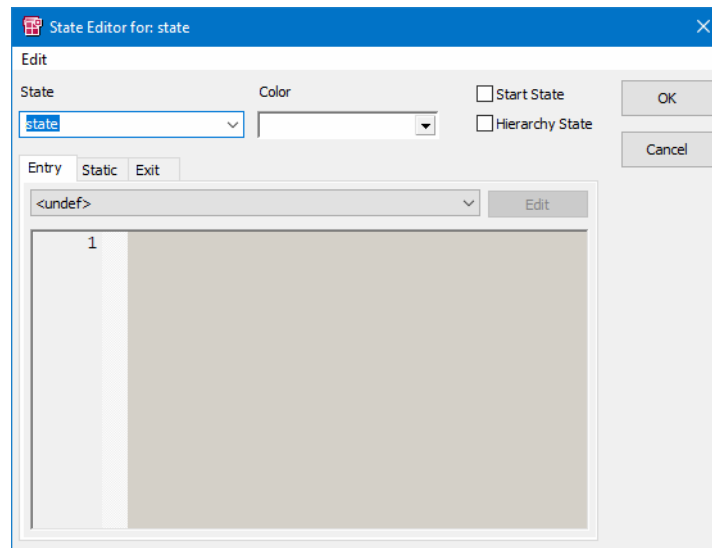 State Editor for: state
Edit
State
Color
Start State
OK
state
Hierarchy State
Cancel
Entry Static Exit
<undef>
Edit
1